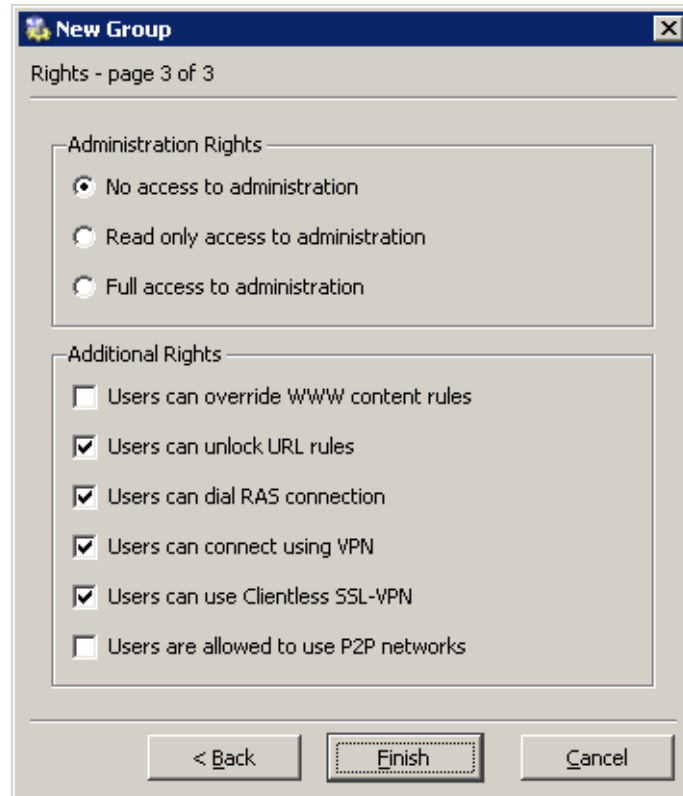 New Group
Rights - page 3 of 3
Administration Rights
No access to administration
Read only access to administration
Full access to administration
Additional Rights
Users can override WWW content rules
Users can unlock URL rules
Users can dial RAS connection
Users can connect using VPN
Users can use Clientless SSL-VPN
Users are allowed to use P2P networks
< Back Finish Cancel